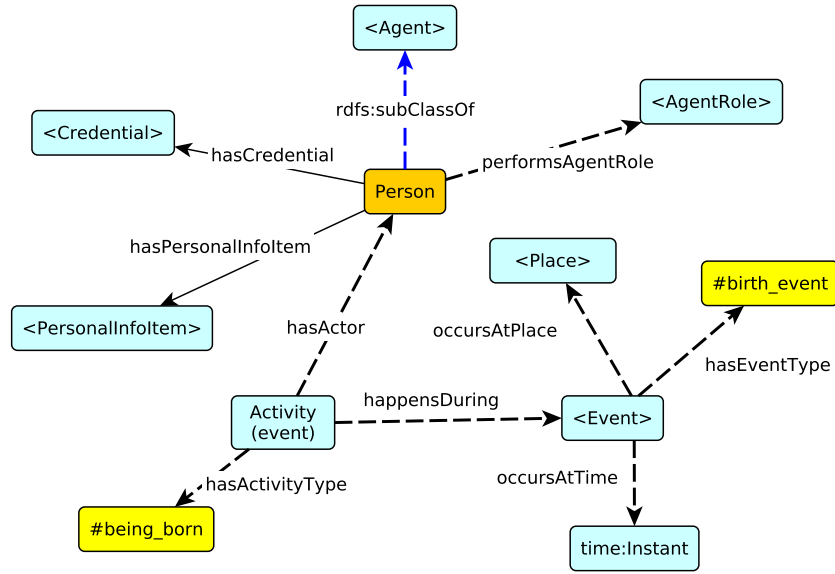 <Agent>
rdfs:subClassOf
<AgentRole>
<Credential>
hasCredential
performsAgentRole
Person
hasPersonalInfoItem
<Place>
#birth_event
<PersonalInfoItem>
hasActor
occursAtPlace
hasEventType
happensDuring
Activity
(event)
<Event>
occursAtTime
hasActivityType
#being_born
time:Instant